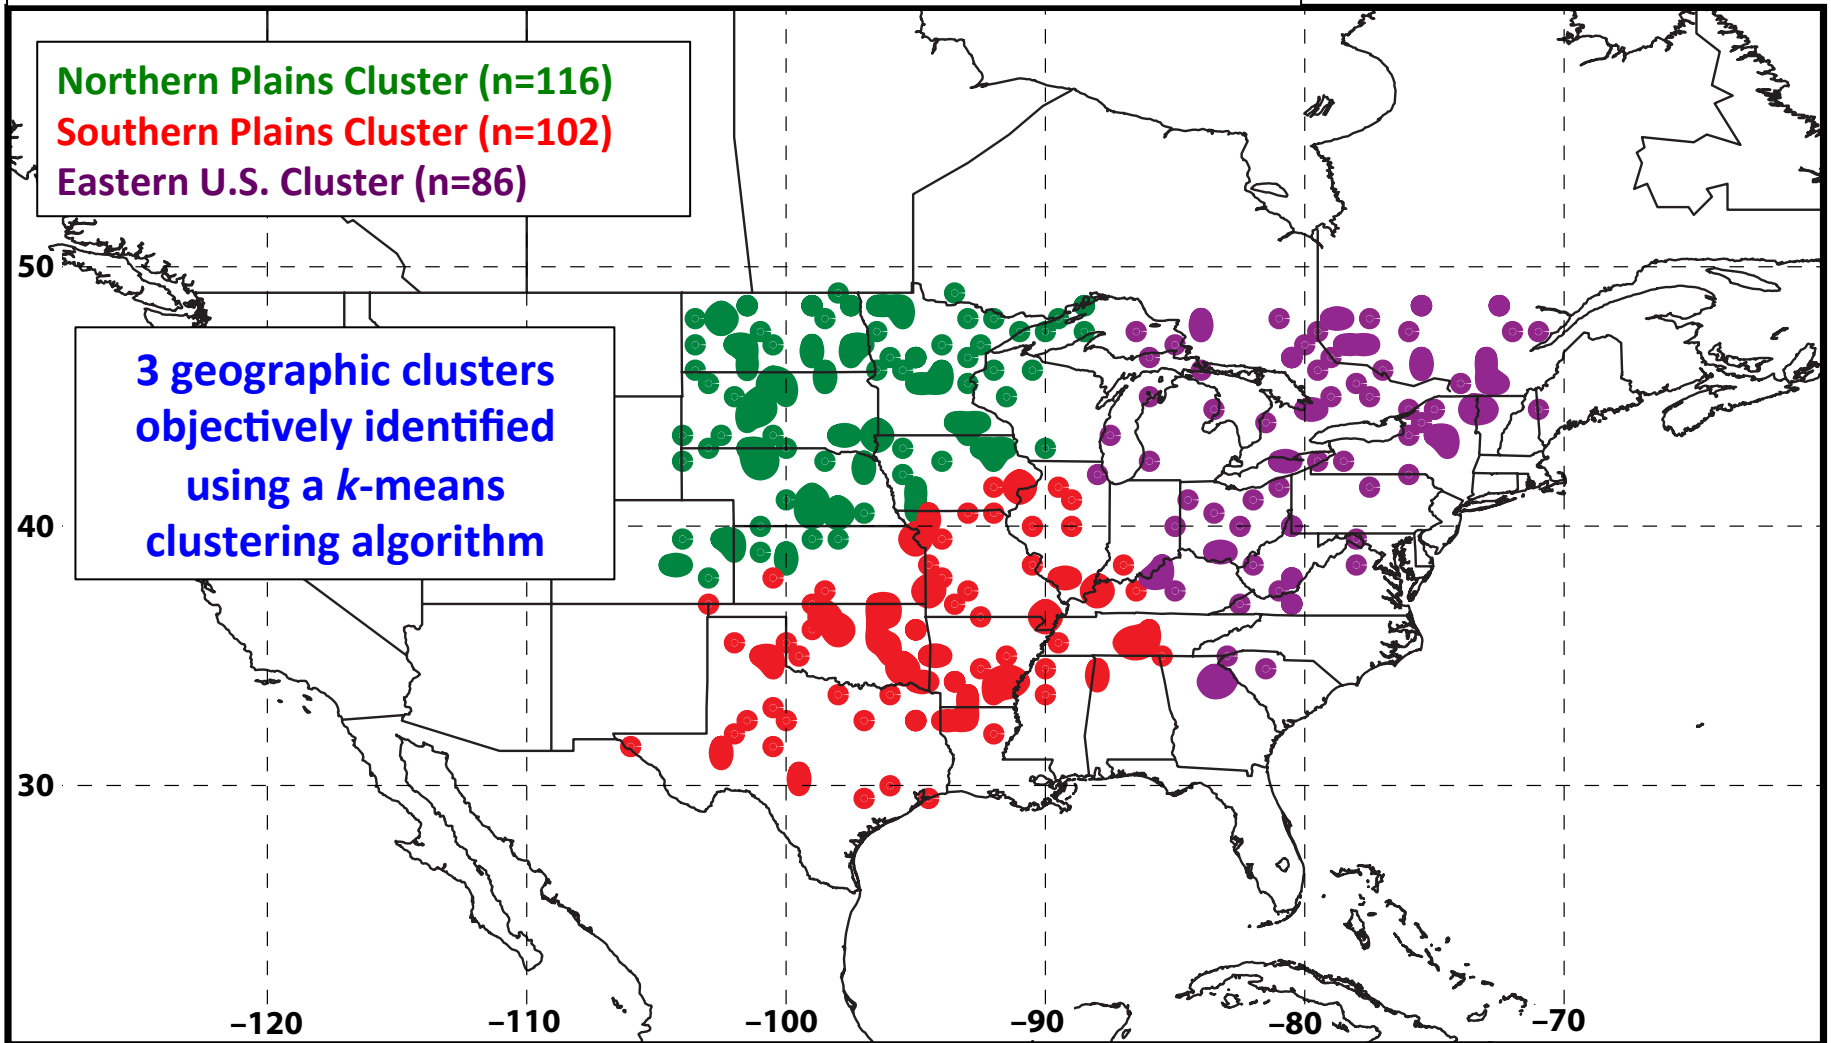 Northern Plains Cluster (n=116)
Southern Plains Cluster (n=102)
Eastern U.S. Cluster (n=86)
50
3 geographic clusters
objectively identified
using a k-means
clustering algorithm
40
30
−120
−110
−100
−90
−80
−70